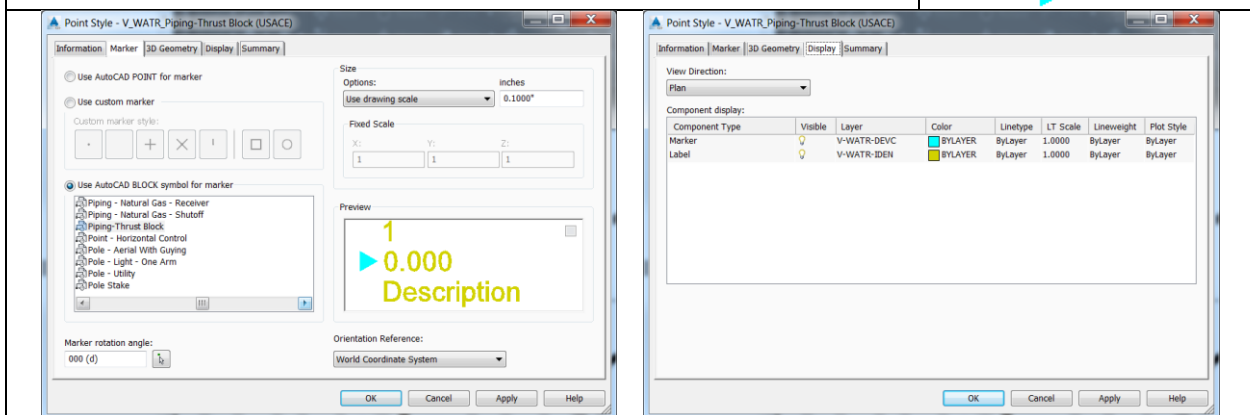 Point Style - V_WATR_Piping-Thrust Block (USACE)
Information Marker 3D Geometry Display Summary
Use AutoCAD POINT for marker
Use custom marker
Custom marker style:
Use AutoCAD BLOCK symbol for marker
Piping - Natural Gas - Receiver
Piping - Natural Gas - Shutoff
Piping-Thrust Block
Point - Horizontal Control
Pole - Aerial With Guying
Pole - Light - One Arm
Pole - Utility
Pole Stake
Marker rotation angle:
000 (d)
Size
Options: inches
Use drawing scale 0.1000"
Fixed Scale
X: Y: Z:
1 1 1
Preview
1
0.000
Description
Orientation Reference:
World Coordinate System
OK Cancel Apply Help
Point Style - V_WATR_Piping-Thrust Block (USACE)
Information Marker 3D Geometry Display Summary
View Direction:
Plan
Component display:
Component Type Visible Layer Color Linetype LT Scale Lineweight Plot Style
Marker V-WATR-DEVC BYLAYER ByLayer 1.0000 ByLayer ByLayer
Label V-WATR-IDEN BYLAYER ByLayer 1.0000 ByLayer ByLayer
OK Cancel Apply Help